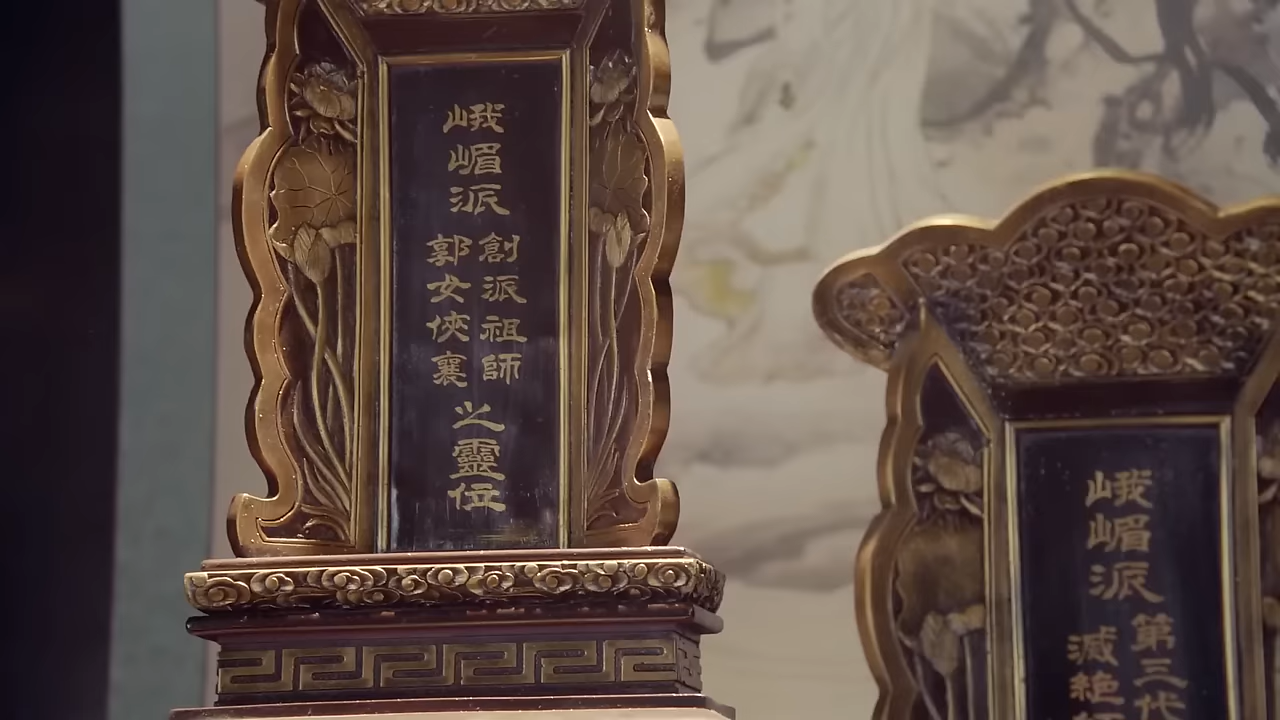 峨嵋派
創派祖師
郭女俠襄
之靈位
峨嵋派
第三代
滅絕